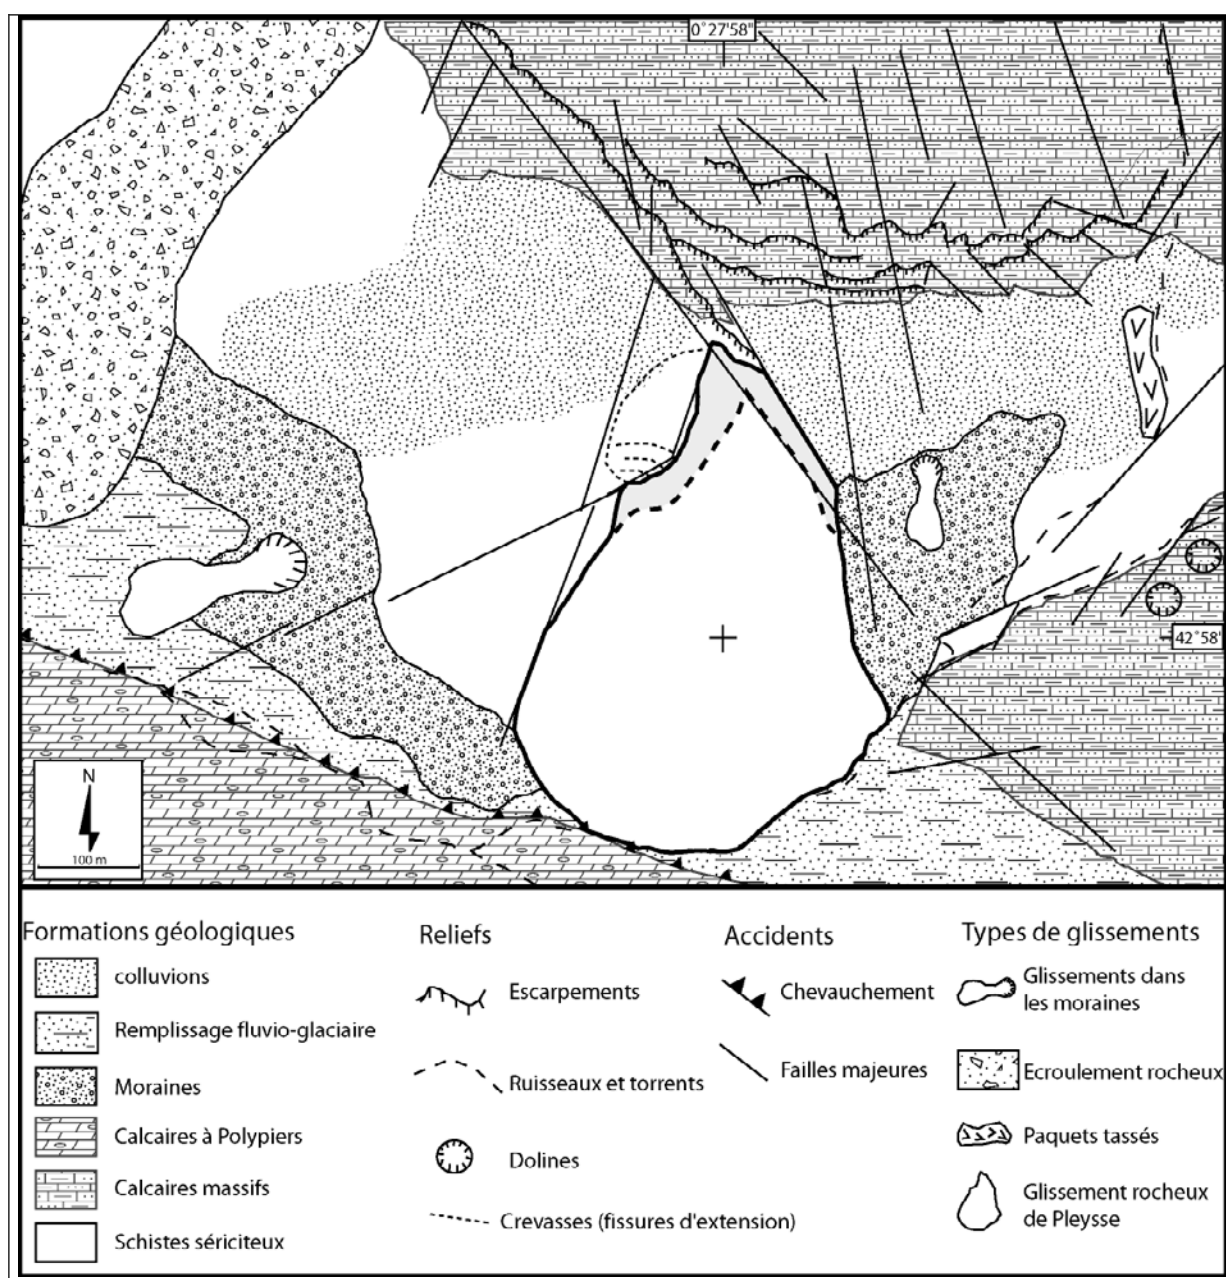 0°27'58"
42°58'
N
100 m
Formations géologiques
colluvions
Remplissage fluvio-glaciaire
Moraines
Calcaires à Polypiers
Calcaires massifs
Schistes sériciteux
Reliefs
Escarpements
Ruisseaux et torrents
Dolines
Crevasses (fissures d'extension)
Accidents
Chevauchement
Failles majeures
Types de glissements
Glissements dans
les moraines
Ecroulement rocheux
Paquets tassés
Glissement rocheux
de Pleysse